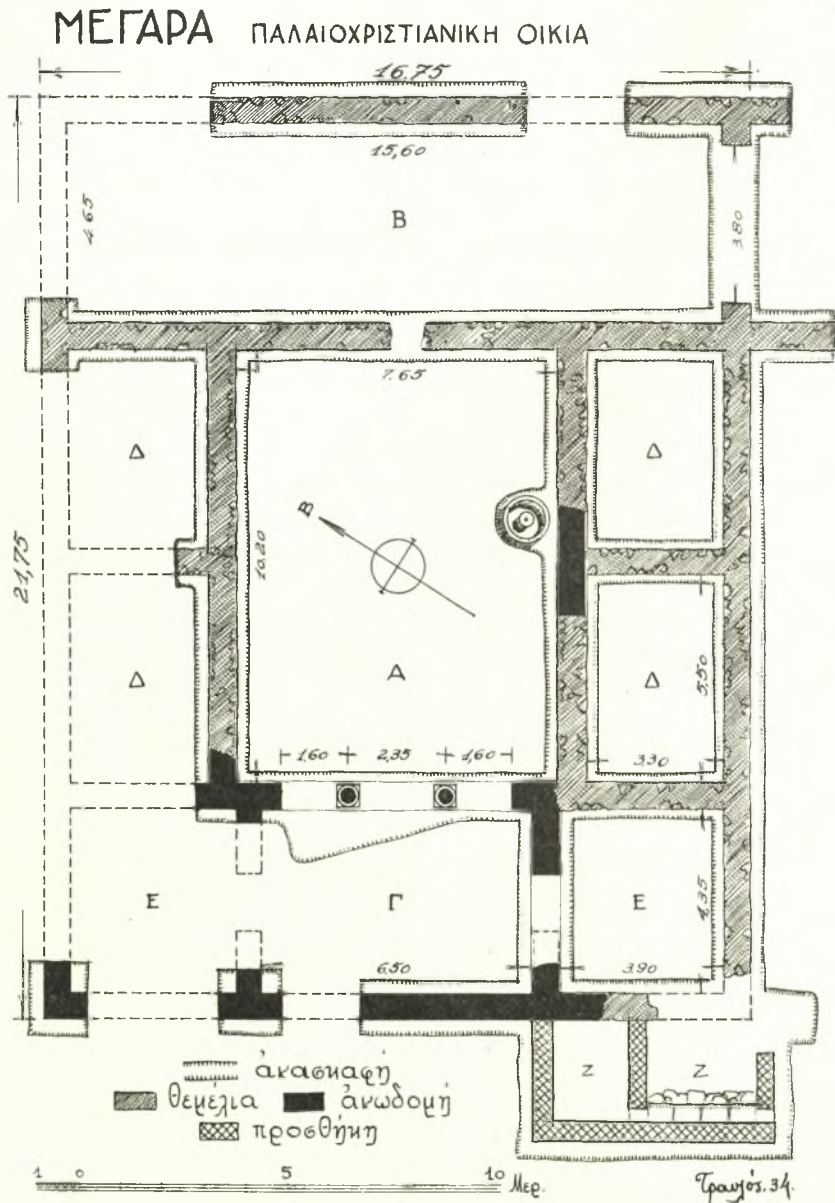 ΜΕΓΑΡΑ ΠΑΛΑΙΟΧΡΙΣΤΙΑΝΙΚΗ ΟΙΚΙΑ
16.75
15,60
4.65
Β
3.80
7.65
Δ
Δ
Β
10.20
21,75
Α
Δ
Δ
5,50
1.60 2,35 1,60
3.30
Ε
Γ
Ε
4,35
6.50
3.90
Ζ
Ζ
ἀνασκαφή
θεμέλια ἀνωδομή
προσθήκη
1 0 5 10 Μερ.
Τραυλός. 34.